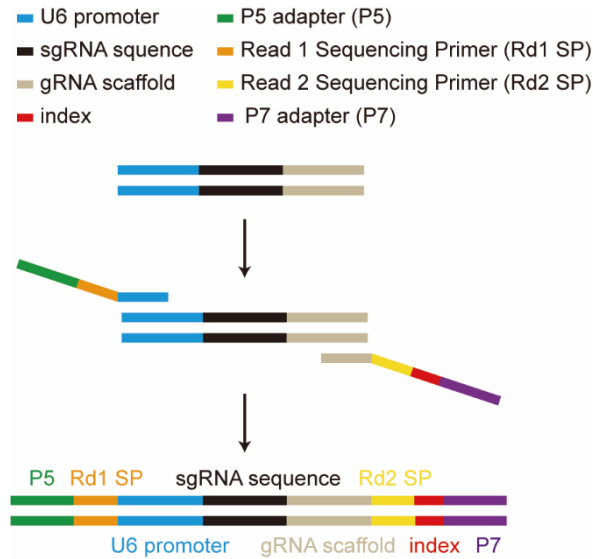 U6 promoter
P5 adapter (P5)
sgRNA squence
Read 1 Sequencing Primer (Rd1 SP)
gRNA scaffold
Read 2 Sequencing Primer (Rd2 SP)
index
P7 adapter (P7)
P5 Rd1 SP sgRNA sequence Rd2 SP
U6 promoter gRNA scaffold index P7